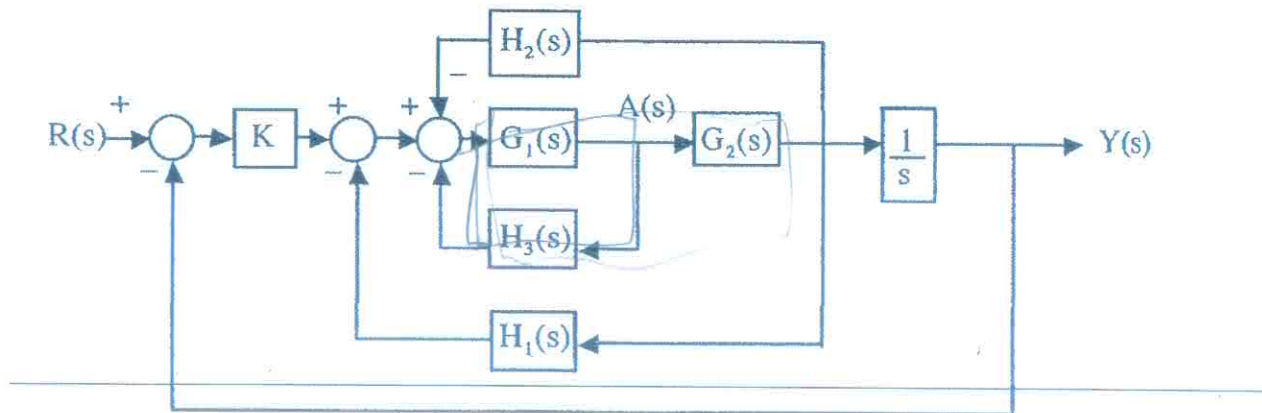 H₂(s)
−
+
+
+
A(s)
R(s)
K
G₁(s)
G₂(s)
1
s
Y(s)
−
−
−
H₃(s)
H₁(s)